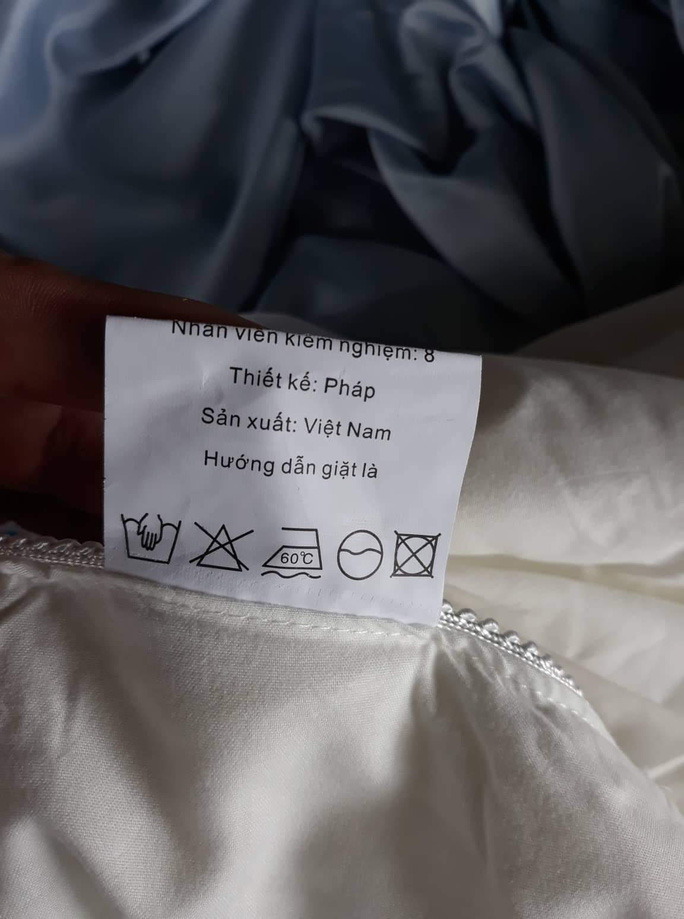 Nhân viên kiểm nghiệm: 8
Thiết kế: Pháp
Sản xuất: Việt Nam
Hướng dẫn giặt là
60℃